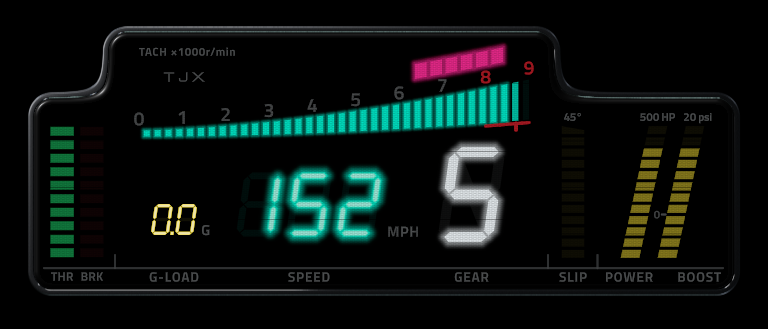 TACH ×1000r/min
TJX
0 1 2 3 4 5 6 7 8 9
45° 500 HP 20 psi
0.0 G 152 MPH 5
0
THR BRK G-LOAD SPEED GEAR SLIP POWER BOOST